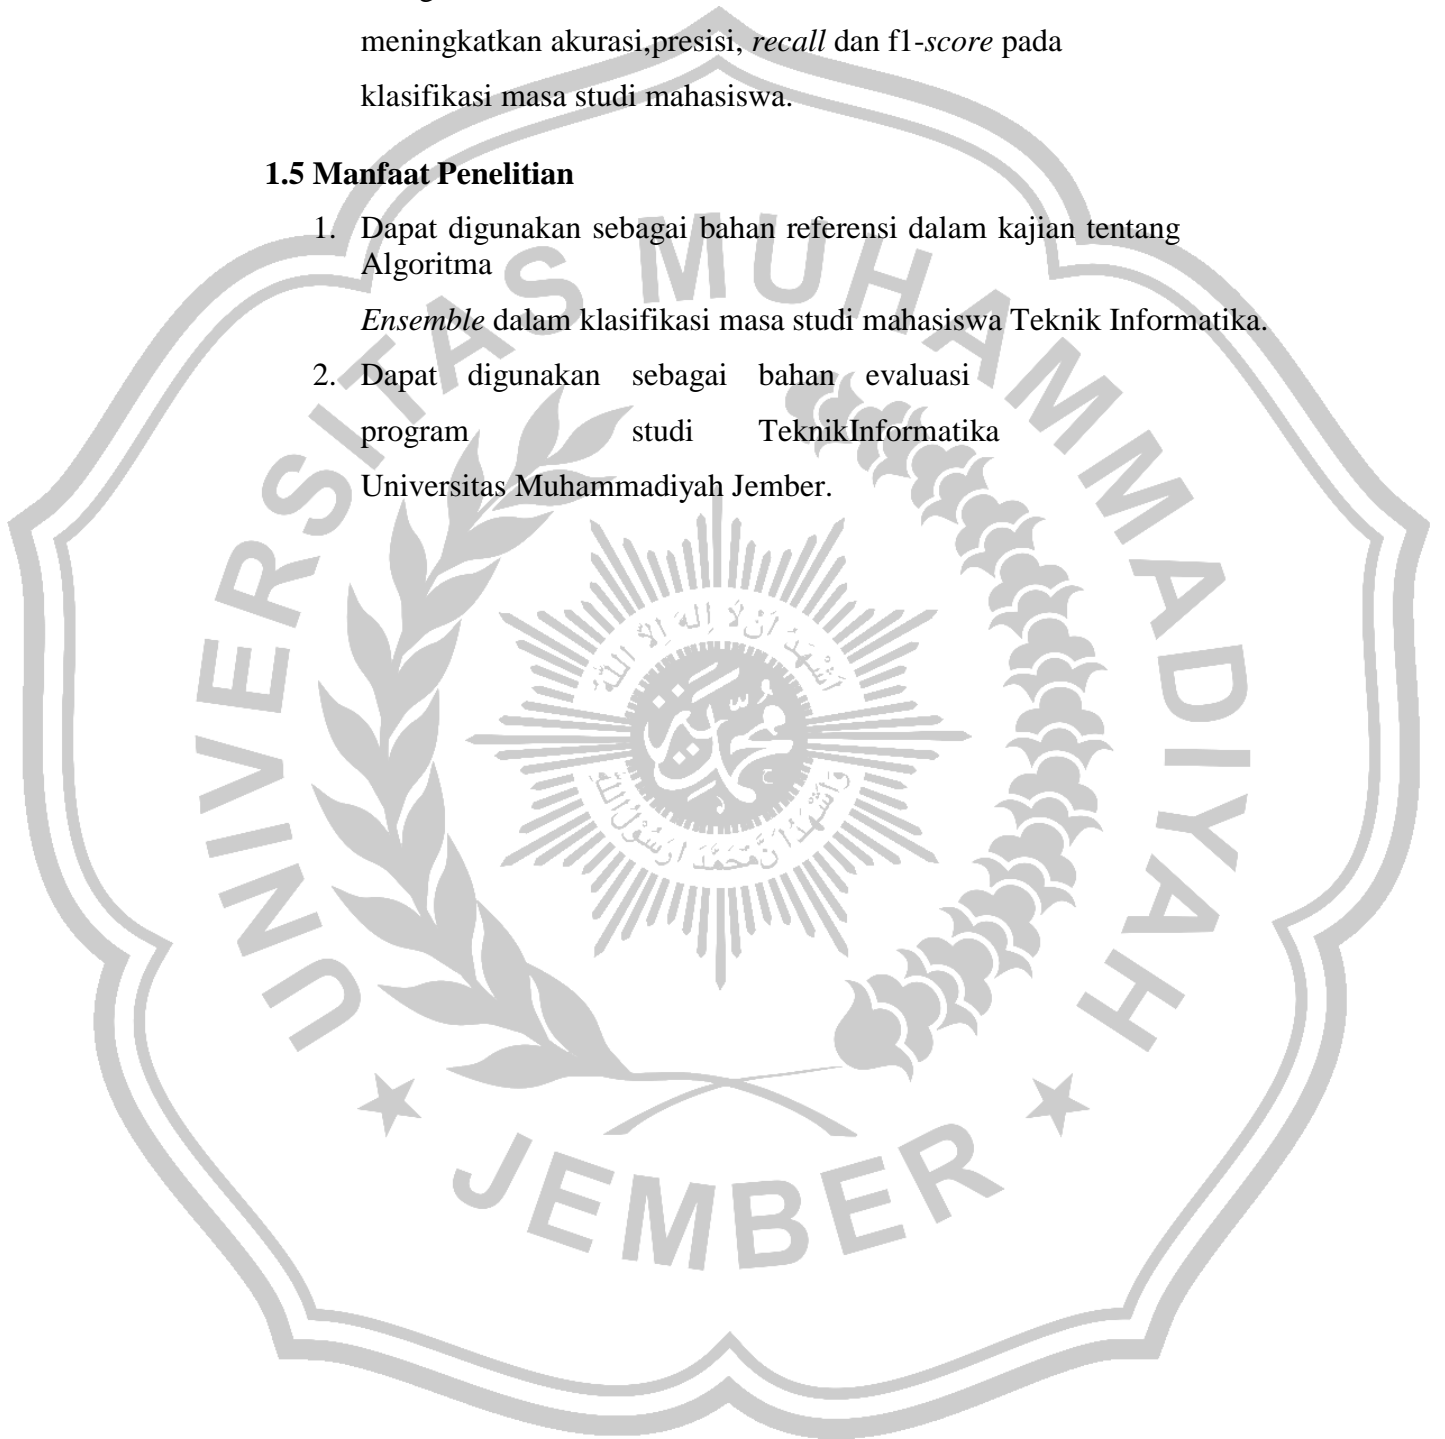 meningkatkan akurasi,presisi, recall dan f1-score pada
klasifikasi masa studi mahasiswa.
1.5 Manfaat Penelitian
1. Dapat digunakan sebagai bahan referensi dalam kajian tentang
Algoritma
Ensemble dalam klasifikasi masa studi mahasiswa Teknik Informatika.
2. Dapat digunakan sebagai bahan evaluasi
program studi TeknikInformatika
Universitas Muhammadiyah Jember.
UNIVERSITAS MUHAMMADIYAH
اَشْهَدُ اَنْ لَا اِلٰهَ اِلَّا اللّٰهُ
مُحَمَّد
وَاَشْهَدُ اَنَّ مُحَمَّدًا رَسُوْلُ اللّٰهِ
JEMBER